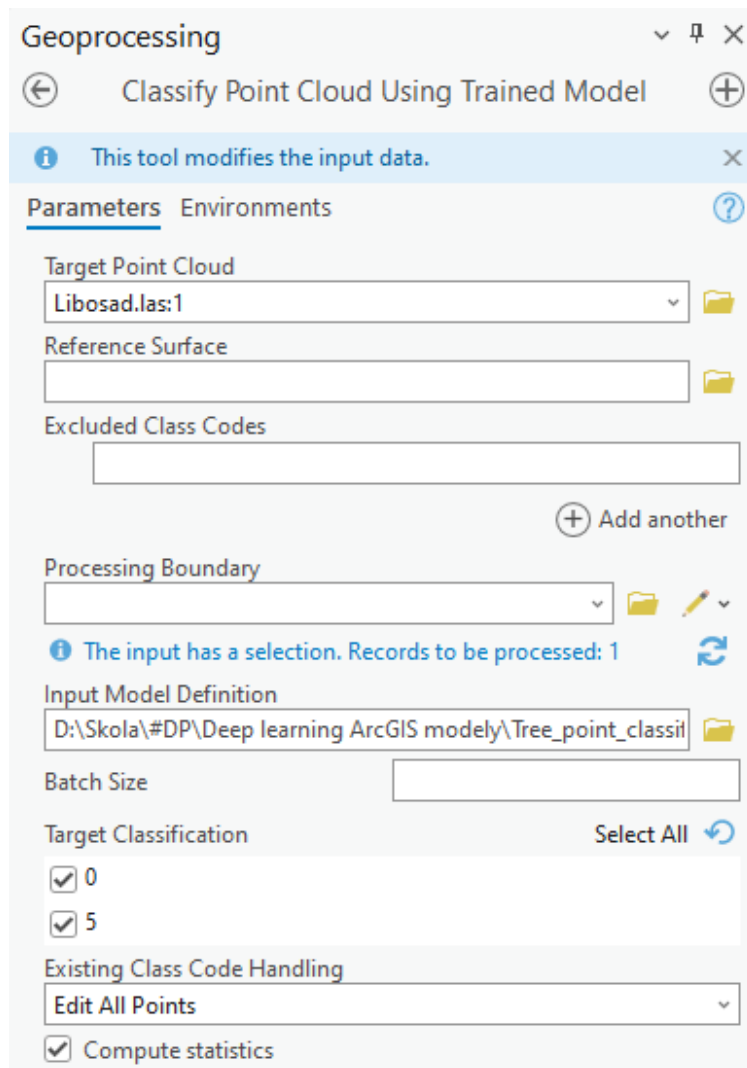 Geoprocessing
Classify Point Cloud Using Trained Model
This tool modifies the input data.
Parameters Environments
Target Point Cloud
Libosad.las:1
Reference Surface
Excluded Class Codes
Add another
Processing Boundary
The input has a selection. Records to be processed: 1
Input Model Definition
D:\Skola\#DP\Deep learning ArcGIS modely\Tree_point_classif
Batch Size
Target Classification Select All
0
5
Existing Class Code Handling
Edit All Points
Compute statistics